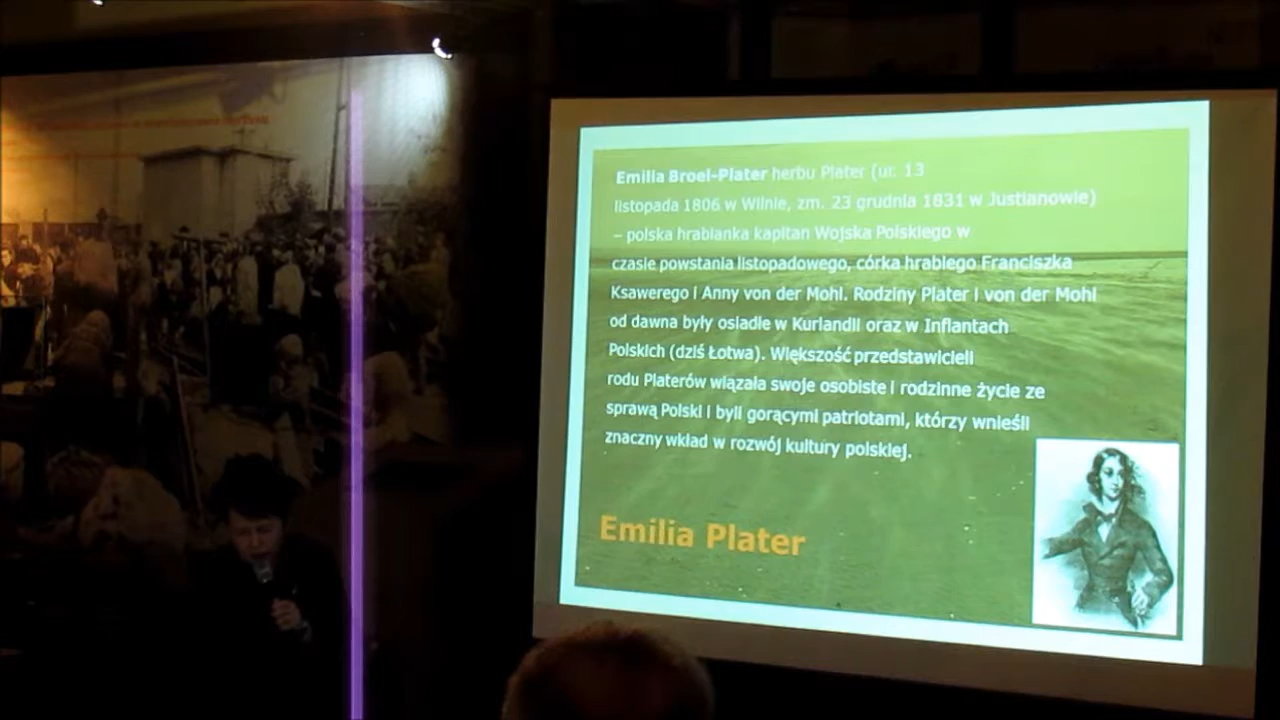 Emilia Broel-Plater herbu Plater (ur. 13
listopada 1806 w Wilnie, zm. 23 grudnia 1831 w Justianowie)
– polska hrabianka kapitan Wojska Polskiego w
czasie powstania listopadowego, córka hrabiego Franciszka
Ksawerego i Anny von der Mohl. Rodziny Plater i von der Mohl
od dawna były osiadłe w Kurlandii oraz w Inflantach
Polskich (dziś Łotwa). Większość przedstawicieli
rodu Platerów wiązała swoje osobiste i rodzinne życie ze
sprawą Polski i byli gorącymi patriotami, którzy wnieśli
znaczny wkład w rozwój kultury polskiej.
Emilia Plater